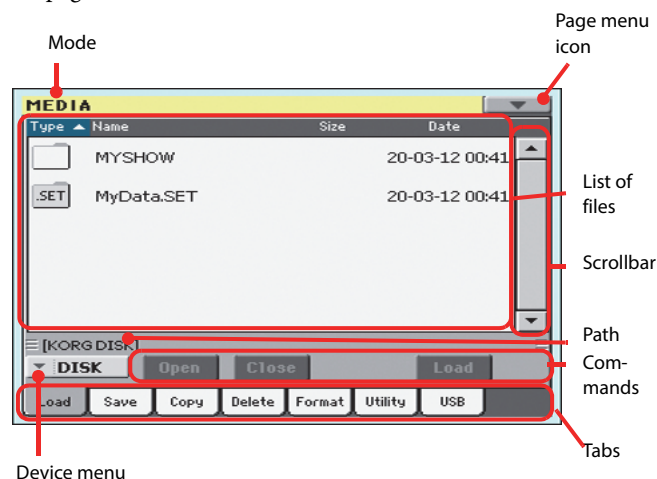 Page menu
icon
Mode
MEDIA
Type Name Size Date
MYSHOW 20-03-12 00:41
.SET MyData.SET 20-03-12 00:41
List of
files
Scrollbar
[KORG DISK]
Path
DISK Open Close Load
Com-
mands
Load Save Copy Delete Format Utility USB
Tabs
Device menu